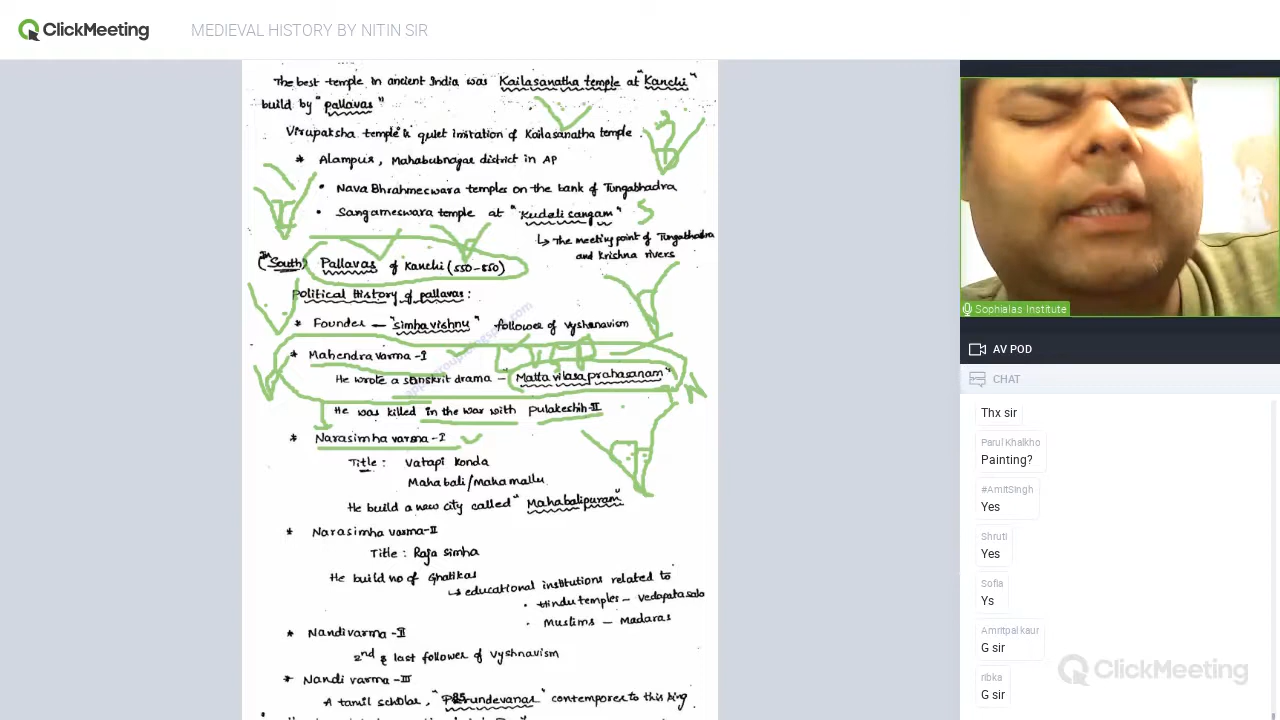 ClickMeeting
MEDIEVAL HISTORY BY NITIN SIR
The best temple in ancient India was Kailasanatha temple at "Kanchi"
build by "pallavas"
Virupaksha temple is quiet imitation of Kailasanatha temple.
* Alampur, Mahabubnagar district in AP
• Nava Bhrahmeswara temples on the bank of Tungabhadra
• Sangameswara temple at "Kudali sangam"
↳ The meeting point of Tungabhadra
and Krishna rivers
(In South) Pallavas of Kanchi (550-850)
political History of pallavas:
* Founder — "simhavishnu" follower of vyshnavism
* Mahendra varma -I
He wrote a sanskrit drama — "Matta vilasa prahasanam"
He was killed in the war with pulakeshin-II
* Narasimha varma -I
Title : Vatapi Konda
Mahabali/Mahamallu
He build a new city called "Mahabalipuram"
* Narasimha varma-II
Title : Raja simha
He build no of Ghatikas
↳ educational institutions related to
• Hindu temples — vedapatasala
• Muslims — Madaras
* Nandivarma -II
2nd & last follower of vyshnavism
* Nandi varma -III
A tamil scholar, "Perundevanar" contempores to this king
85
Sophialas Institute
AV POD
CHAT
Thx sir
Parul Khalkho
Painting?
#AmitSingh
Yes
Shruti
Yes
Sofia
Ys
Amritpal kaur
G sir
ribka
G sir
ClickMeeting